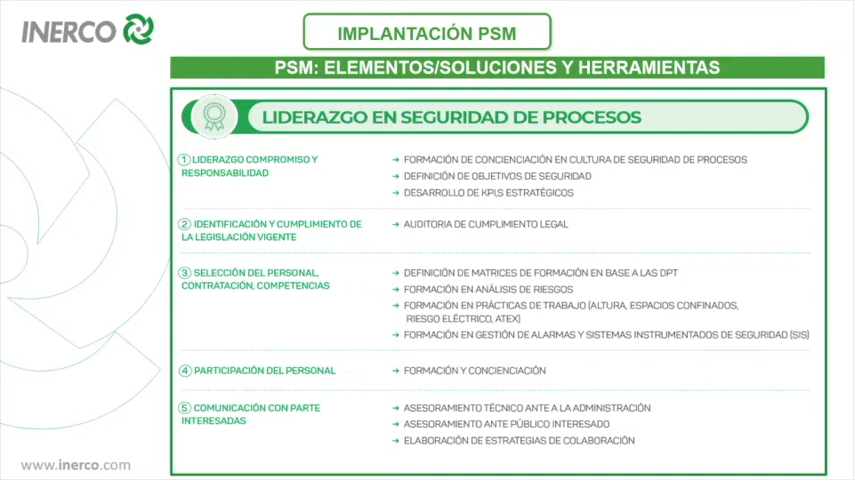 INERCO
IMPLANTACIÓN PSM
PSM: ELEMENTOS/SOLUCIONES Y HERRAMIENTAS
LIDERAZGO EN SEGURIDAD DE PROCESOS
1 LIDERAZGO COMPROMISO Y
RESPONSABILIDAD
➔ FORMACIÓN DE CONCIENCIACIÓN EN CULTURA DE SEGURIDAD DE PROCESOS
➔ DEFINICIÓN DE OBJETIVOS DE SEGURIDAD
➔ DESARROLLO DE KPI,S ESTRATÉGICOS
2 IDENTIFICACIÓN Y CUMPLIMIENTO DE
LA LEGISLACIÓN VIGENTE
➔ AUDITORIA DE CUMPLIMIENTO LEGAL
3 SELECCIÓN DEL PERSONAL,
CONTRATACIÓN, COMPETENCIAS
➔ DEFINICIÓN DE MATRICES DE FORMACIÓN EN BASE A LAS DPT
➔ FORMACIÓN EN ANÁLISIS DE RIESGOS
➔ FORMACIÓN EN PRÁCTICAS DE TRABAJO (ALTURA, ESPACIOS CONFINADOS,
RIESGO ELÉCTRICO, ATEX)
➔ FORMACIÓN EN GESTIÓN DE ALARMAS Y SISTEMAS INSTRUMENTADOS DE SEGURIDAD (SIS)
4 PARTICIPACIÓN DEL PERSONAL
➔ FORMACIÓN Y CONCIENCIACIÓN
5 COMUNICACIÓN CON PARTE
INTERESADAS
➔ ASESORAMIENTO TÉCNICO ANTE A LA ADMINISTRACIÓN
➔ ASESORAMIENTO ANTE PÚBLICO INTERESADO
➔ ELABORACIÓN DE ESTRATEGIAS DE COLABORACIÓN
www.inerco.com